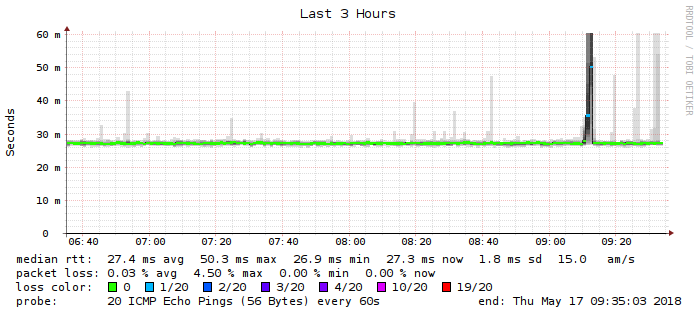 Last 3 Hours
RRDTOOL / TOBI OETIKER
Seconds
60 m
50 m
40 m
30 m
20 m
10 m
0
06:40 07:00 07:20 07:40 08:00 08:20 08:40 09:00 09:20
median rtt: 27.4 ms avg 50.3 ms max 26.9 ms min 27.3 ms now 1.8 ms sd 15.0 am/s
packet loss: 0.03 % avg 4.50 % max 0.00 % min 0.00 % now
loss color: 0 1/20 2/20 3/20 4/20 10/20 19/20
probe: 20 ICMP Echo Pings (56 Bytes) every 60s end: Thu May 17 09:35:03 2018